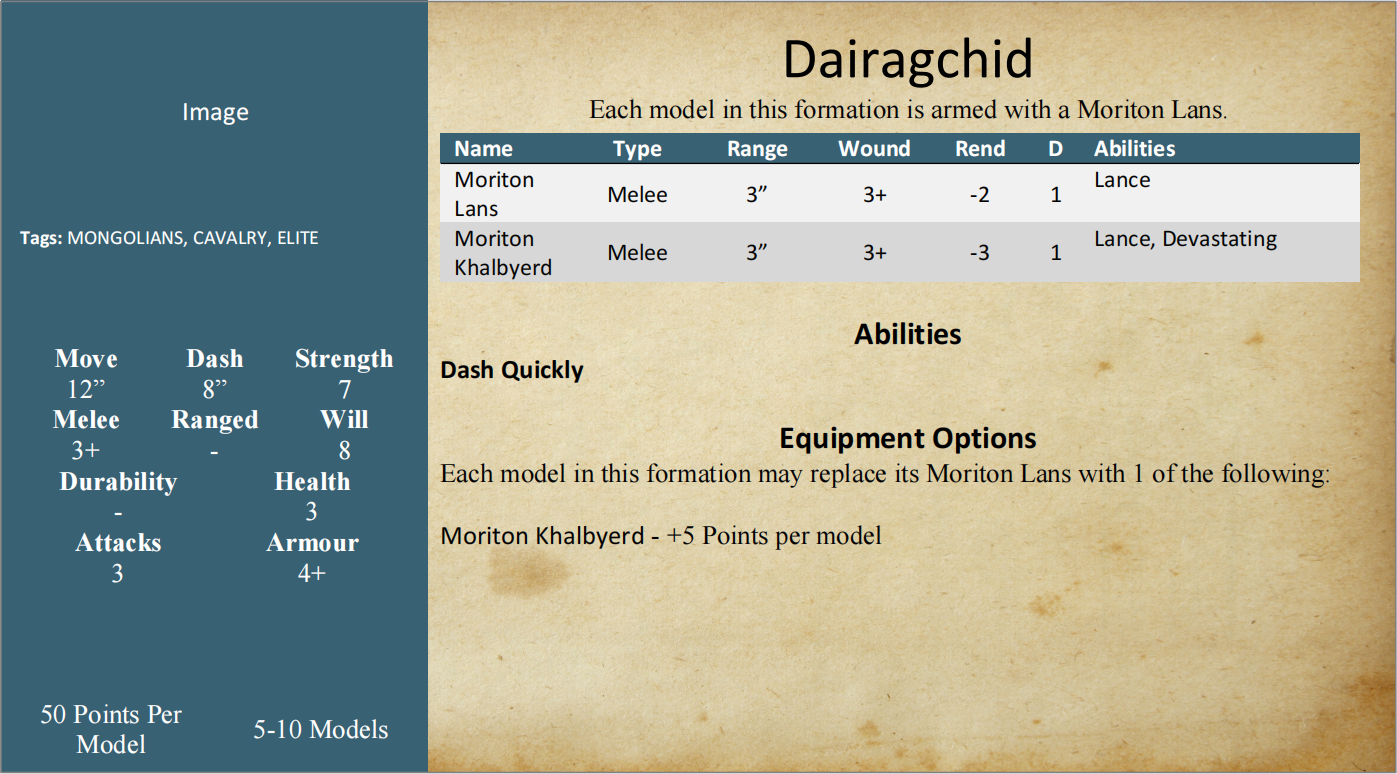 Image
Tags: MONGOLIANS, CAVALRY, ELITE
Move Dash Strength
12” 8” 7
Melee Ranged Will
3+ - 8
Durability Health
- 3
Attacks Armour
3 4+
50 Points Per
Model
5-10 Models
Dairagchid
Each model in this formation is armed with a Moriton Lans.
Name Type Range Wound Rend D Abilities
Moriton
Lans
Melee 3” 3+ -2 1 Lance
Moriton
Khalbyerd
Melee 3” 3+ -3 1 Lance, Devastating
Abilities
Dash Quickly
Equipment Options
Each model in this formation may replace its Moriton Lans with 1 of the following:
Moriton Khalbyerd - +5 Points per model